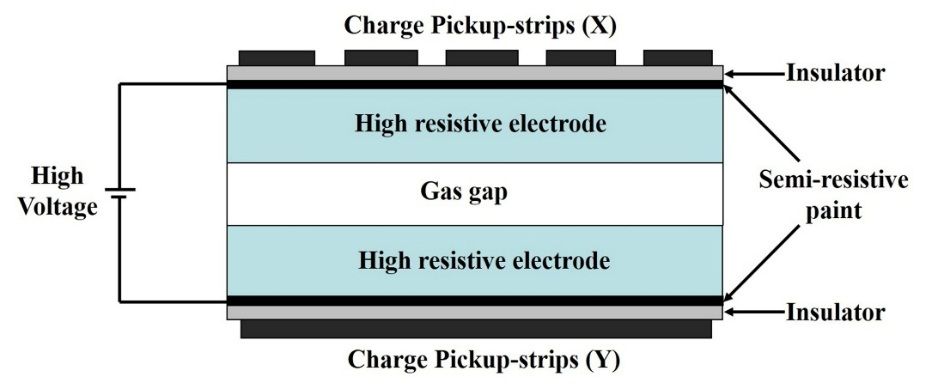 Charge Pickup-strips (X)
Insulator
High resistive electrode
High
Voltage
Gas gap
Semi-resistive
paint
High resistive electrode
Insulator
Charge Pickup-strips (Y)